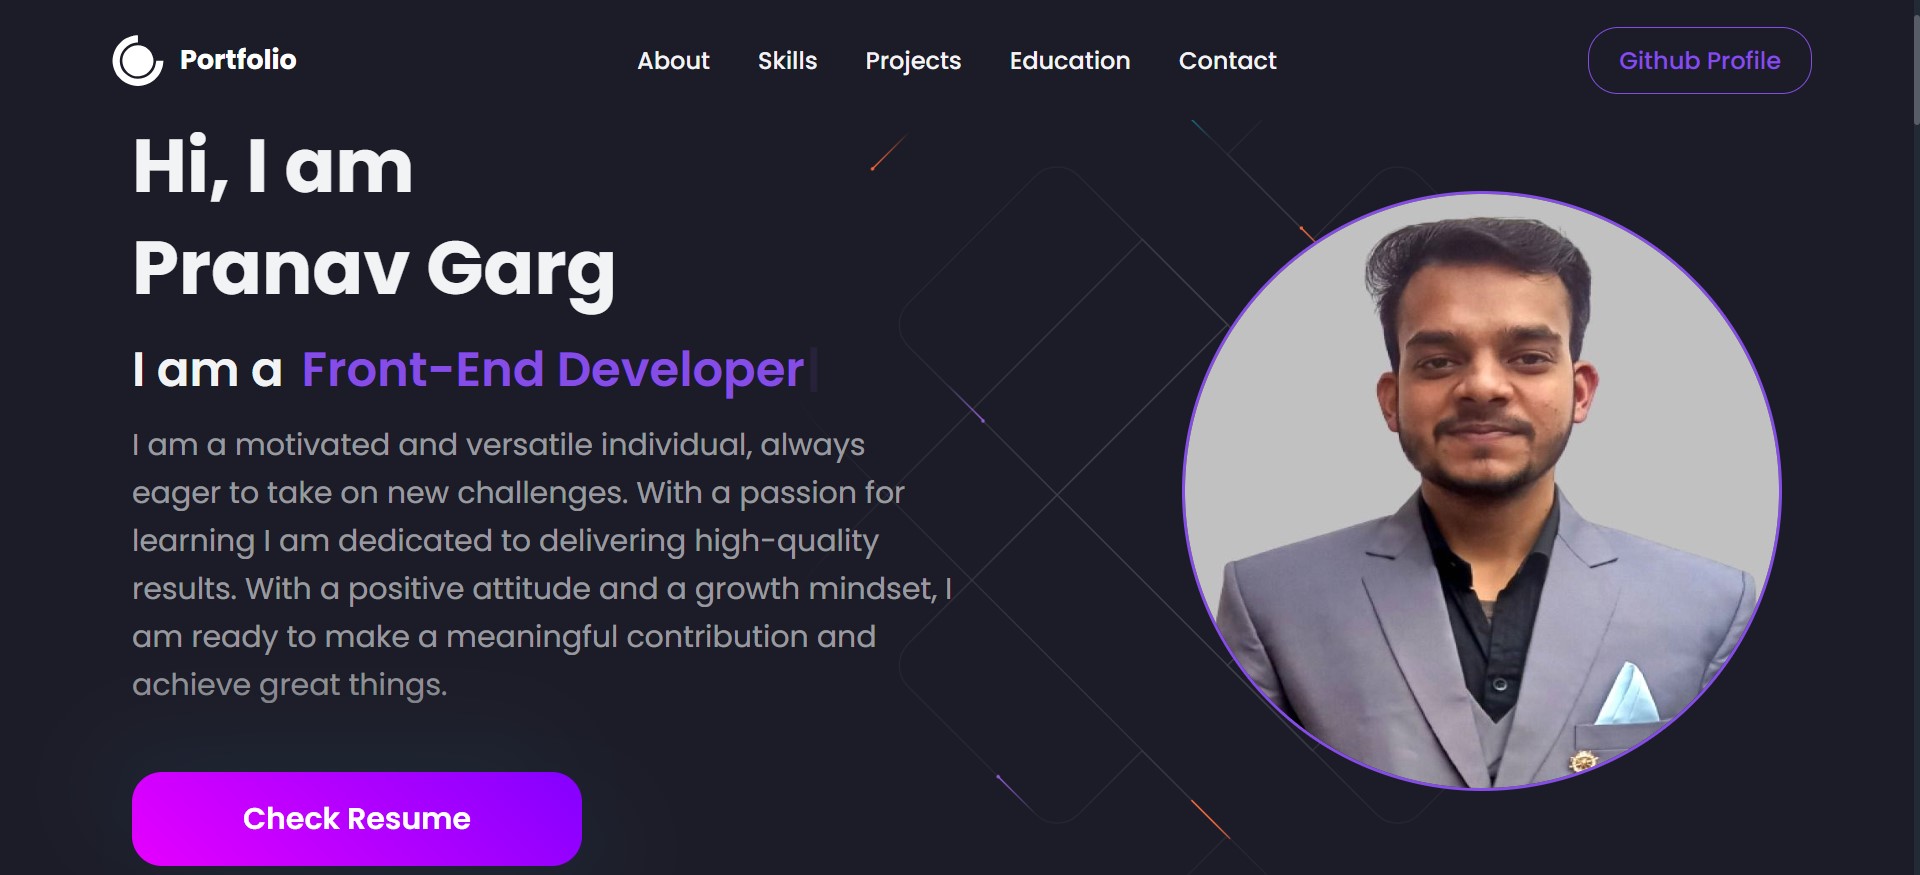 Portfolio
About Skills Projects Education Contact
Github Profile
Hi, I am
Pranav Garg
I am a Front-End Developer
I am a motivated and versatile individual, always
eager to take on new challenges. With a passion for
learning I am dedicated to delivering high-quality
results. With a positive attitude and a growth mindset, I
am ready to make a meaningful contribution and
achieve great things.
Check Resume